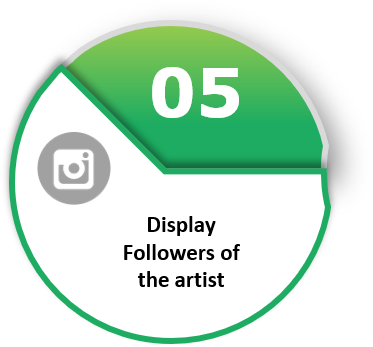 05
Display
Followers of
the artist